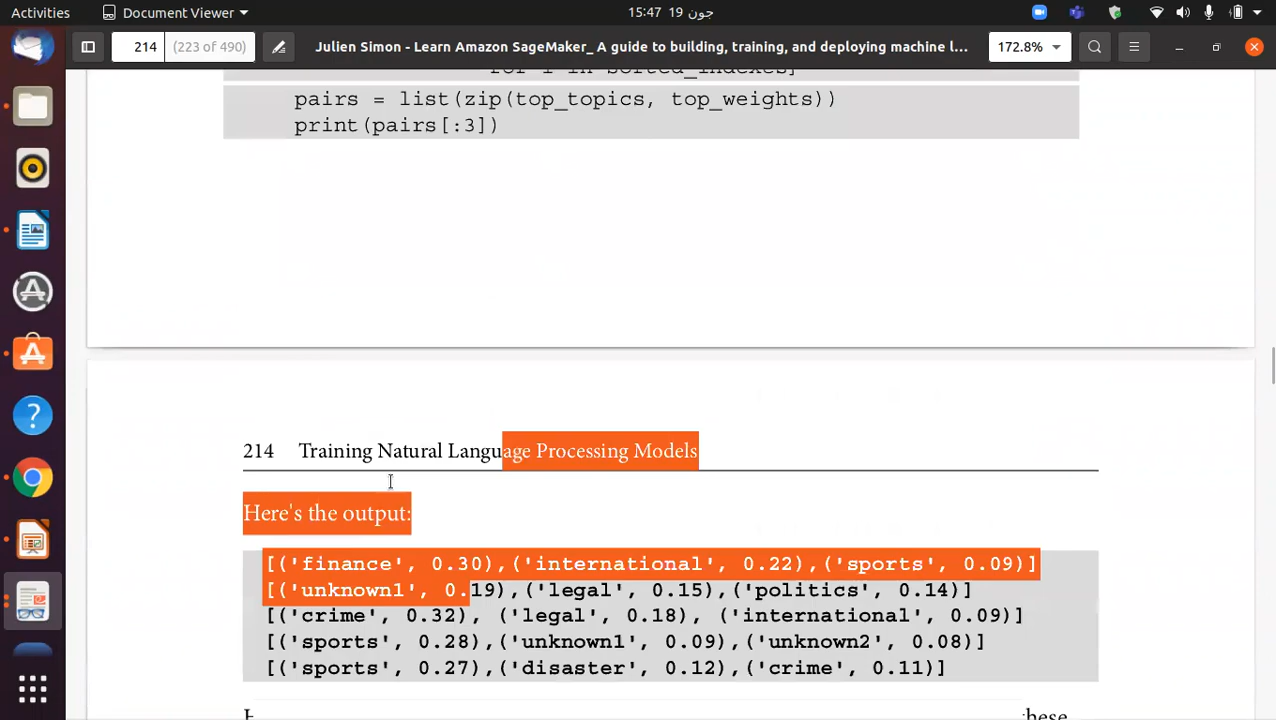 Activities
Document Viewer
15:47 19 جون
214
(223 of 490)
Julien Simon - Learn Amazon SageMaker_ A guide to building, training, and deploying machine l...
172.8%
for i in sorted_indexes]
pairs = list(zip(top_topics, top_weights))
print(pairs[:3])
214 Training Natural Language Processing Models
Here's the output:
[('finance', 0.30),('international', 0.22),('sports', 0.09)]
[('unknown1', 0.19),('legal', 0.15),('politics', 0.14)]
[('crime', 0.32), ('legal', 0.18), ('international', 0.09)]
[('sports', 0.28),('unknown1', 0.09),('unknown2', 0.08)]
[('sports', 0.27),('disaster', 0.12),('crime', 0.11)]